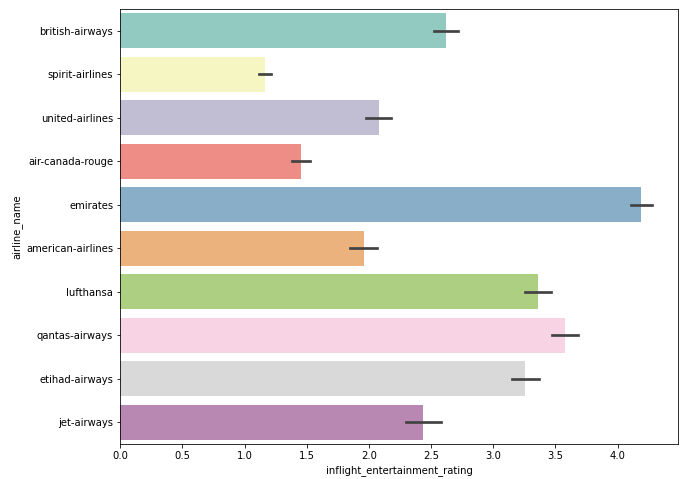 airline_name
british-airways
spirit-airlines
united-airlines
air-canada-rouge
emirates
american-airlines
lufthansa
qantas-airways
etihad-airways
jet-airways
0.0 0.5 1.0 1.5 2.0 2.5 3.0 3.5 4.0
inflight_entertainment_rating